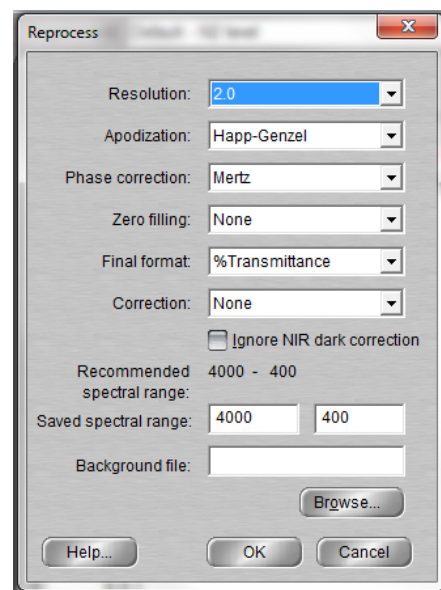 Reprocess
Resolution: 2.0
Apodization: Happ-Genzel
Phase correction: Mertz
Zero filling: None
Final format: %Transmittance
Correction: None
Ignore NIR dark correction
Recommended 4000 - 400
spectral range:
Saved spectral range: 4000 400
Background file:
Browse...
Help... OK Cancel